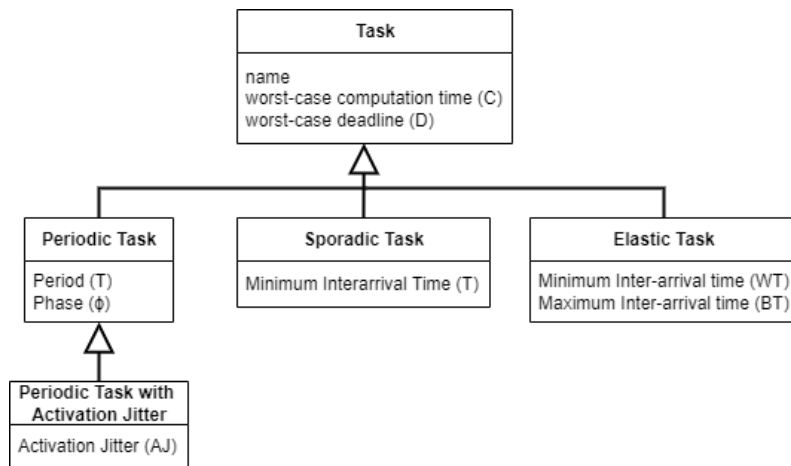 Task
name
worst-case computation time (C)
worst-case deadline (D)
Periodic Task
Period (T)
Phase (ϕ)
Sporadic Task
Minimum Interarrival Time (T)
Elastic Task
Minimum Inter-arrival time (WT)
Maximum Inter-arrival time (BT)
Periodic Task with
Activation Jitter
Activation Jitter (AJ)